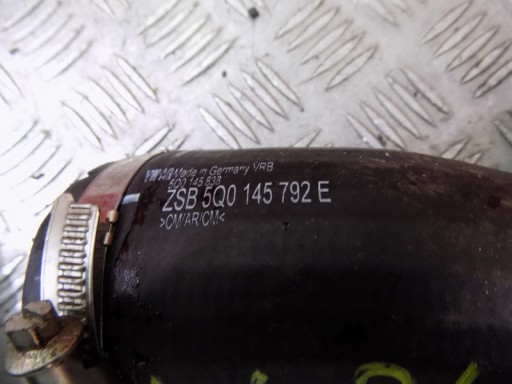 Made in Germany VRB
5Q0 145 838
ZSB 5Q0 145 792 E
>CM/AR/CM<